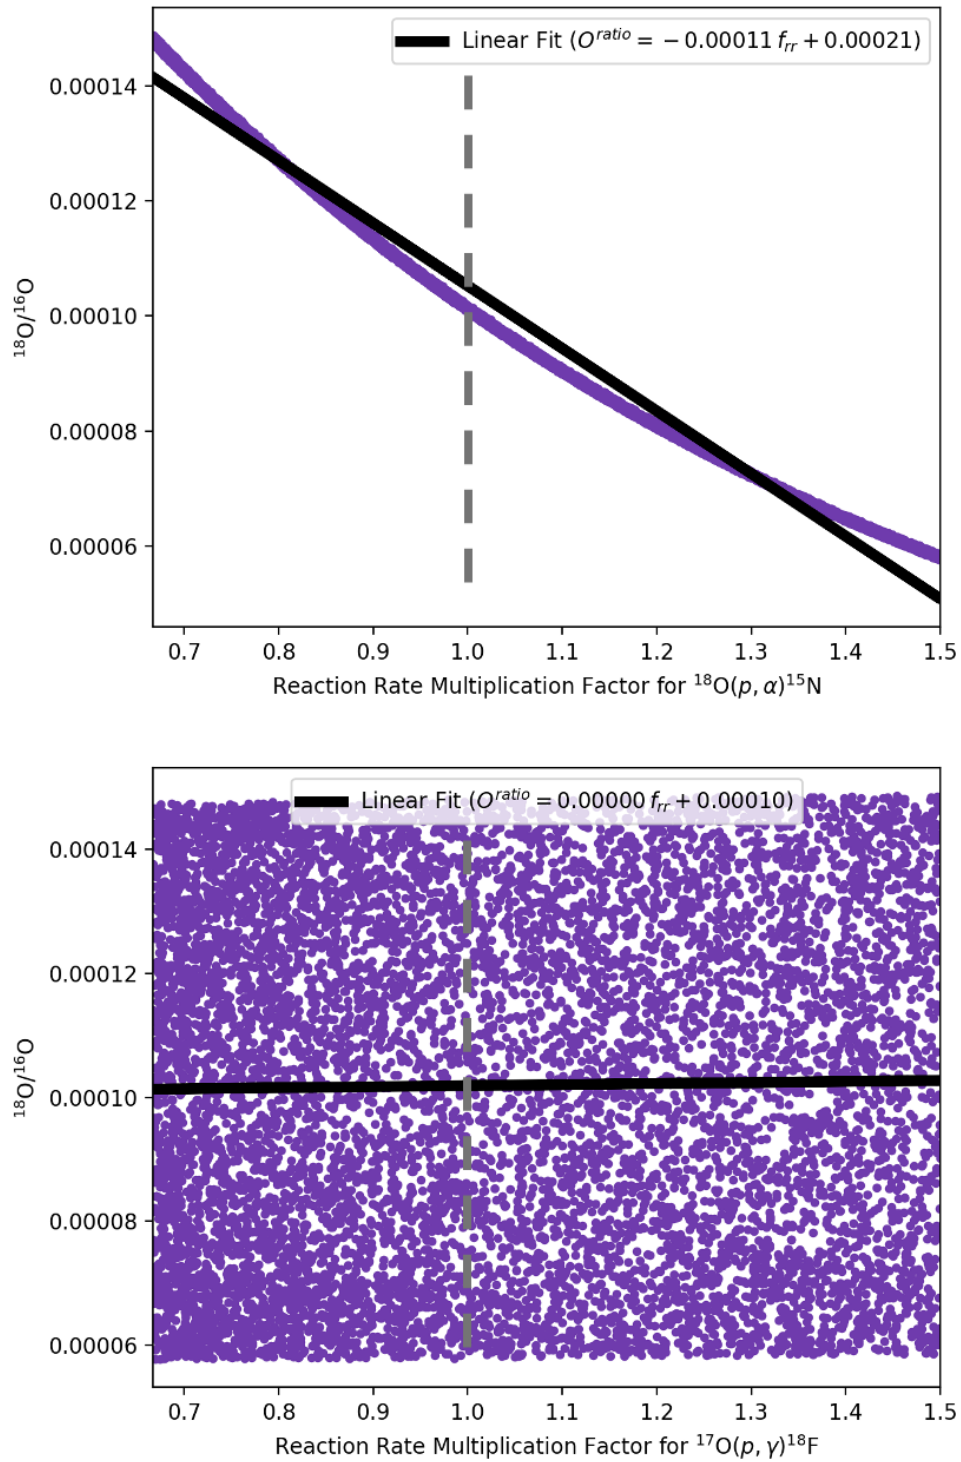 Linear Fit (O^ratio = −0.00011 f_rr + 0.00021)
0.00014
0.00012
0.00010
0.00008
0.00006
¹⁸O/¹⁶O
0.7 0.8 0.9 1.0 1.1 1.2 1.3 1.4 1.5
Reaction Rate Multiplication Factor for ¹⁸O(p, α)¹⁵N
Linear Fit (O^ratio = 0.00000 f_rr + 0.00010)
0.00014
0.00012
0.00010
0.00008
0.00006
¹⁸O/¹⁶O
0.7 0.8 0.9 1.0 1.1 1.2 1.3 1.4 1.5
Reaction Rate Multiplication Factor for ¹⁷O(p, γ)¹⁸F